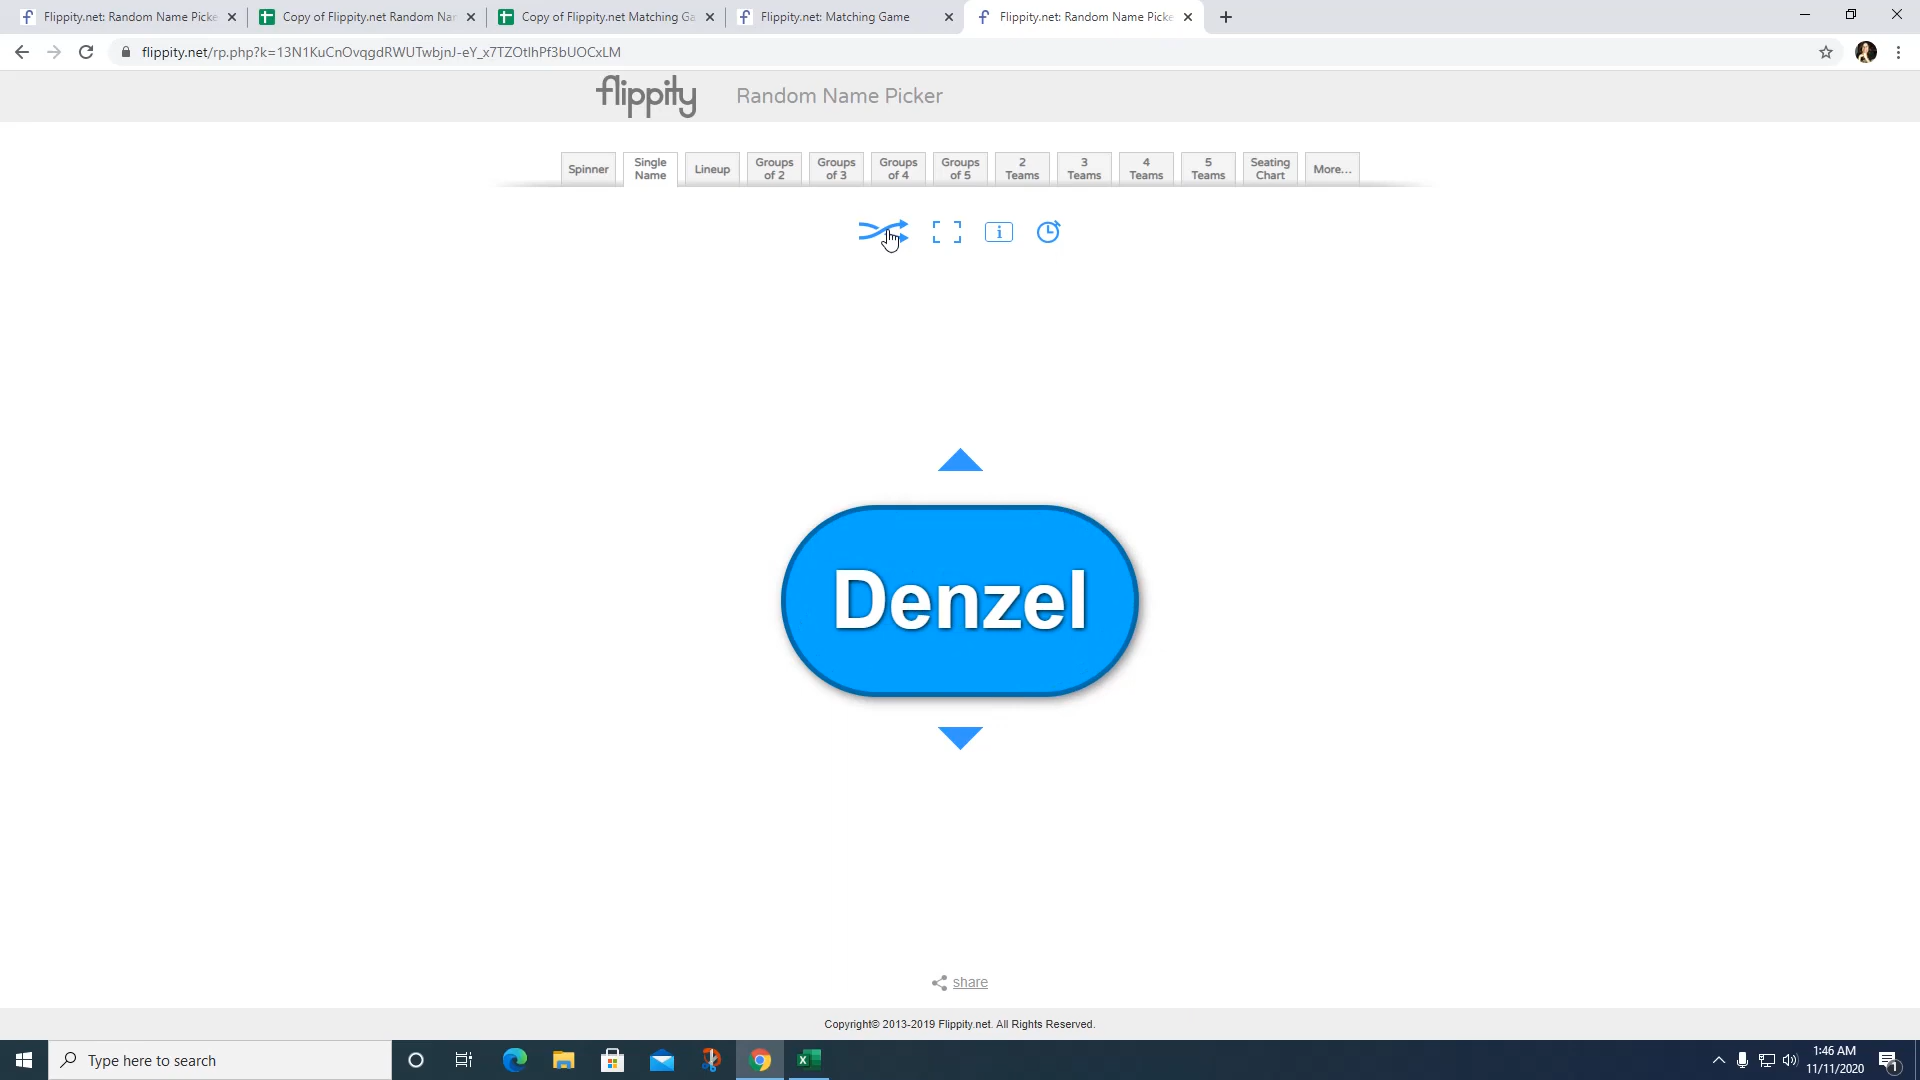 Flippity.net: Random Name Picke
Copy of Flippity.net Random Nar
Copy of Flippity.net Matching Ga
Flippity.net: Matching Game
Flippity.net: Random Name Picke
flippity.net/rp.php?k=13N1KuCnOvqgdRWUTwbjnJ-eY_x7TZOtlhPf3bUOCxLM
flippity
Random Name Picker
Spinner
Single
Name
Lineup
Groups
of 2
Groups
of 3
Groups
of 4
Groups
of 5
2
Teams
3
Teams
4
Teams
5
Teams
Seating
Chart
More...
i
Denzel
share
Copyright© 2013-2019 Flippity.net. All Rights Reserved.
Type here to search
1:46 AM
11/11/2020
1